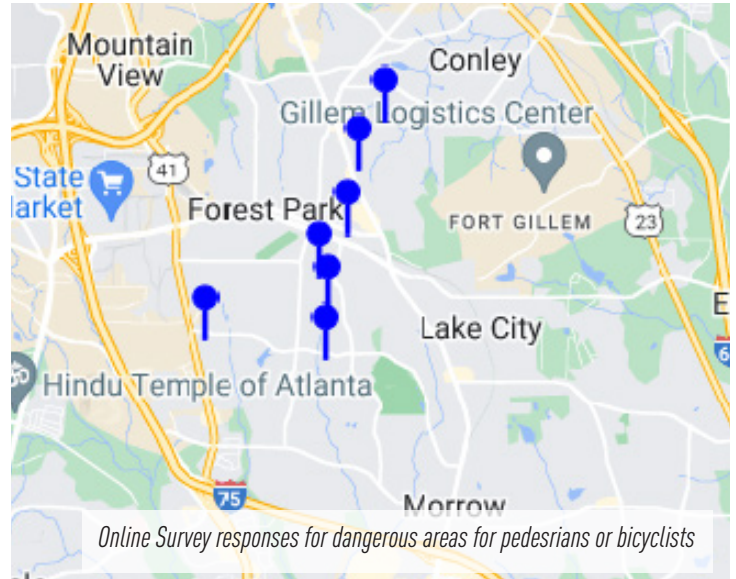 Mountain
View
Conley
Gillem Logistics Center
41
State
Market
Forest Park
FORT GILLEM
23
Lake City
Hindu Temple of Atlanta
75
Morrow
Online Survey responses for dangerous areas for pedesrians or bicyclists